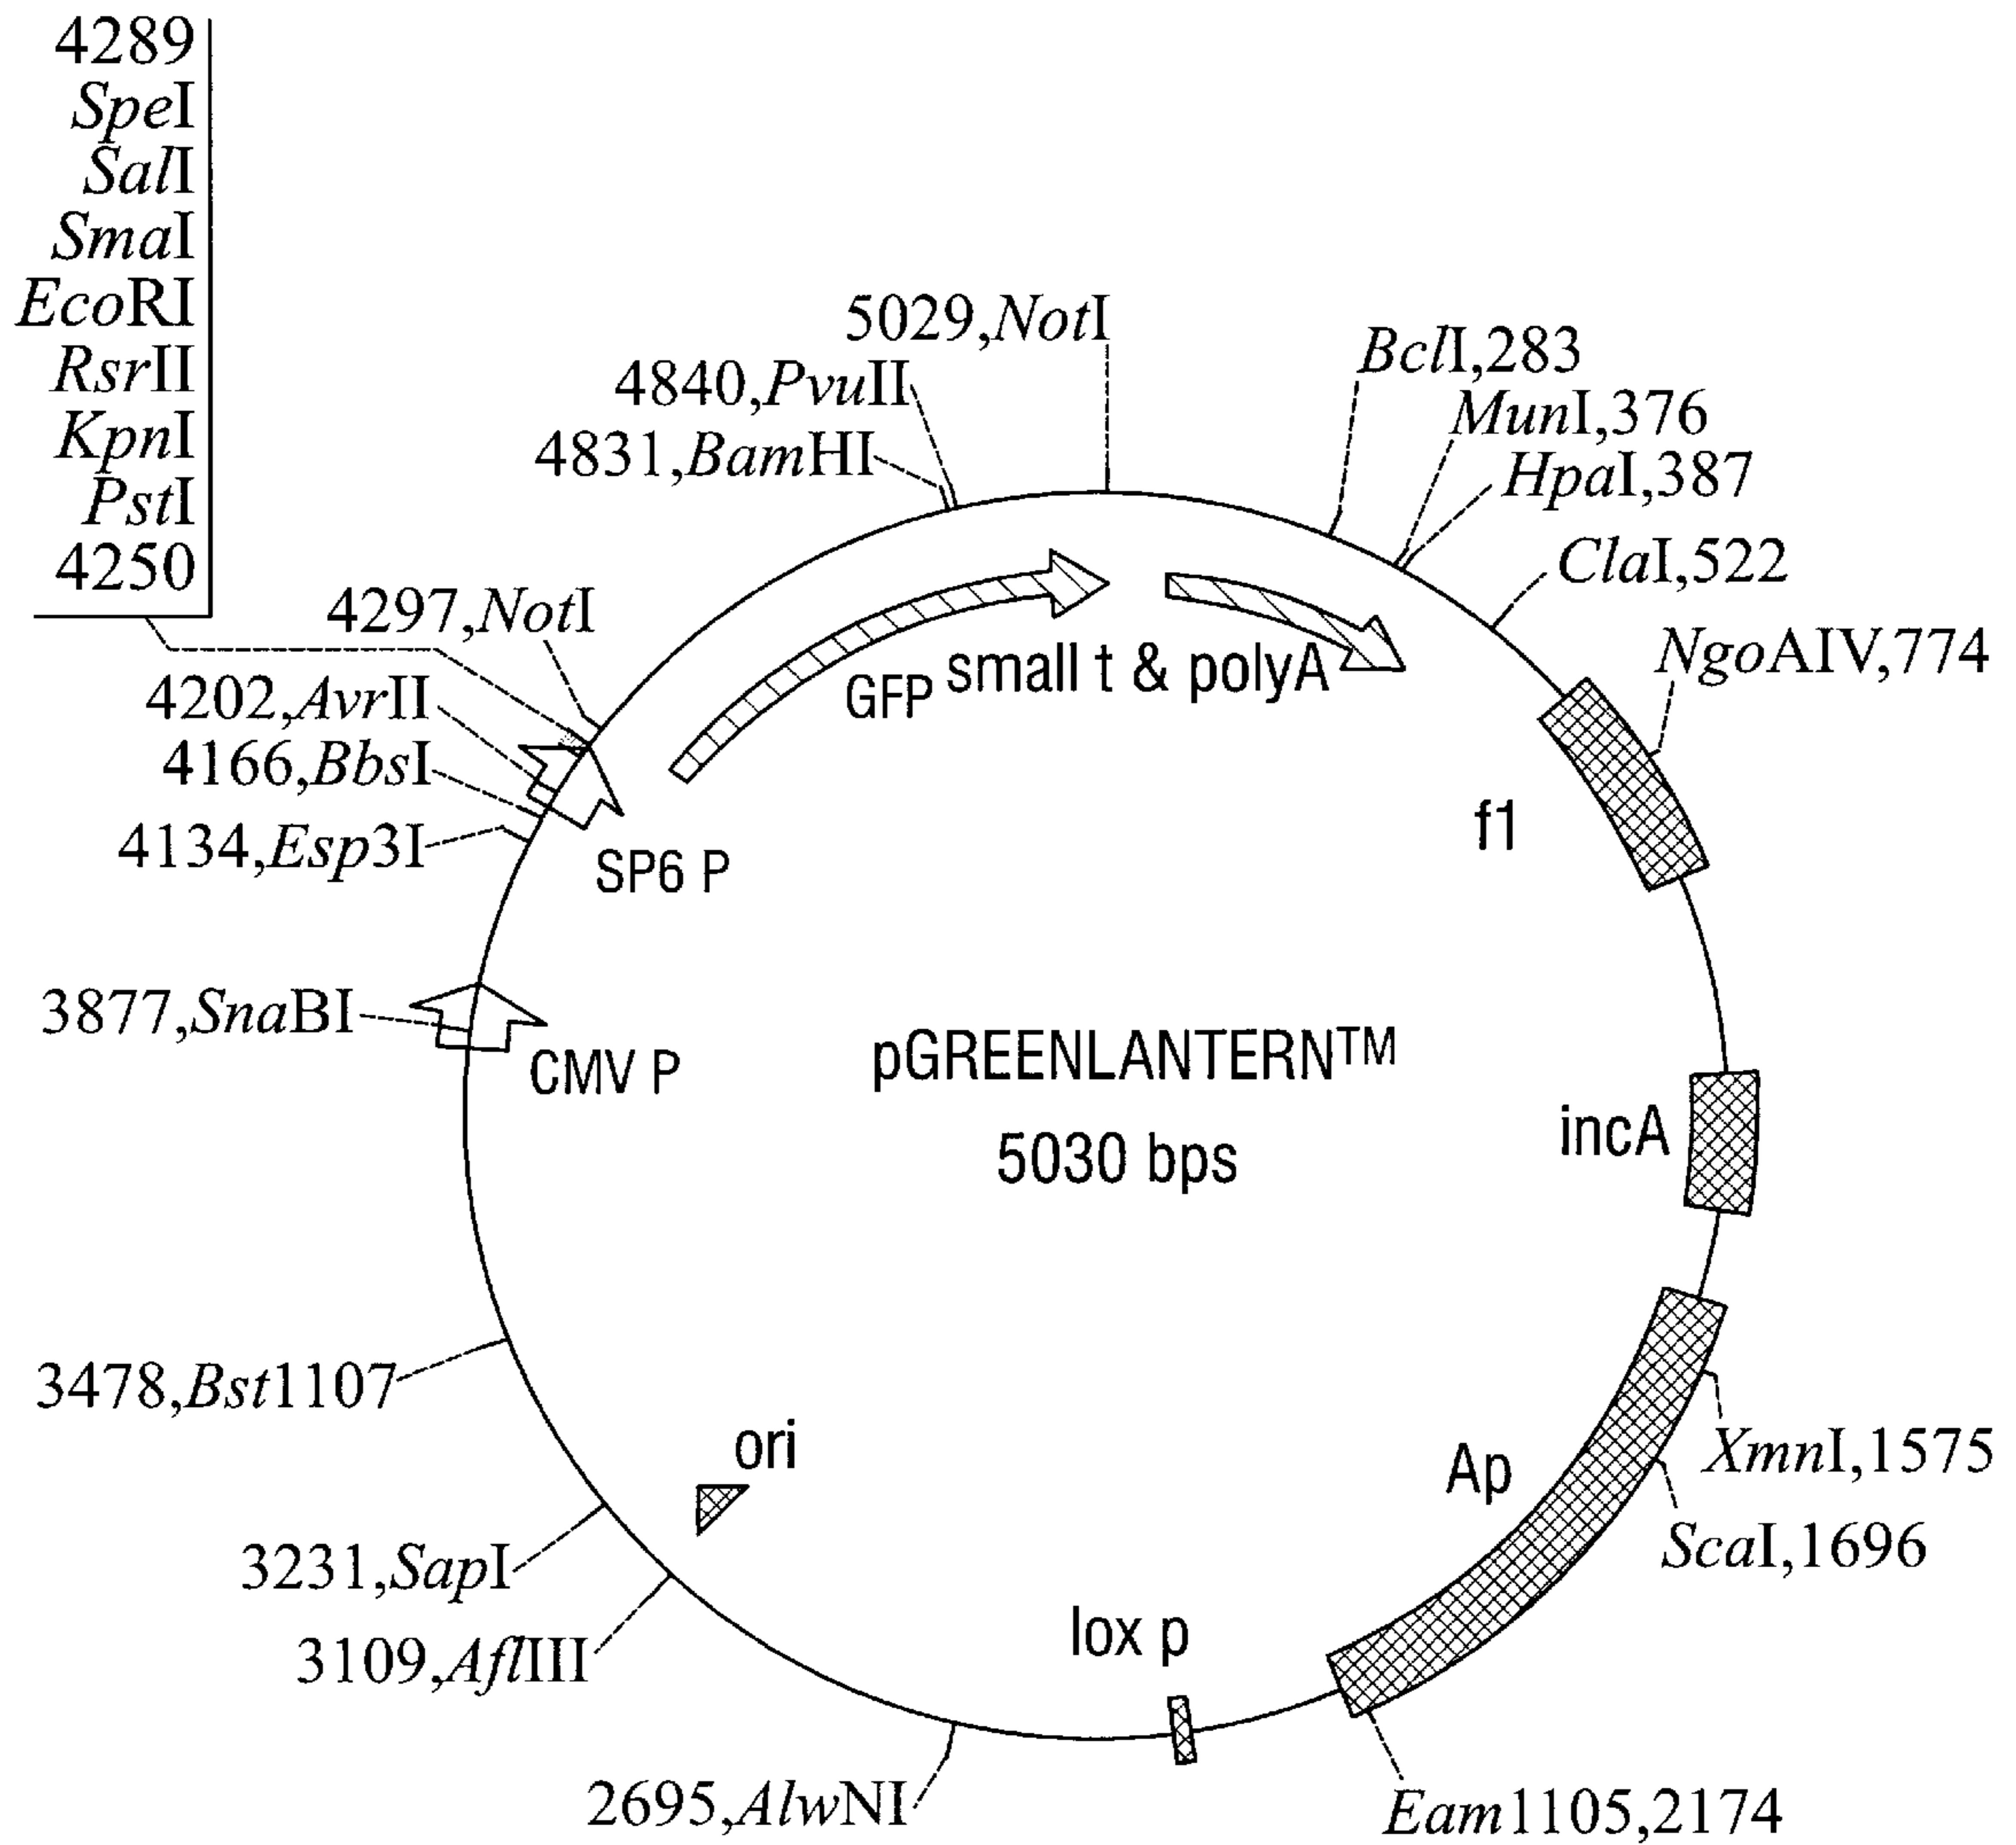 4289
SpeI
SalI
SmaI
EcoRI
RsrII
KpnI
PstI
4250
5029,NotI
4840,PvuII
4831,BamHI
BclI,283
MunI,376
HpaI,387
ClaI,522
4297,NotI
NgoAIV,774
4202,AvrII
4166,BbsI
4134,Esp3I
GFP
small t & polyA
SP6 P
f1
3877,SnaBI
CMV P
pGREENLANTERN™
5030 bps
incA
3478,Bst1107
ori
Ap
XmnI,1575
ScaI,1696
3231,SapI
3109,AflIII
lox p
2695,AlwNI
Eam1105,2174